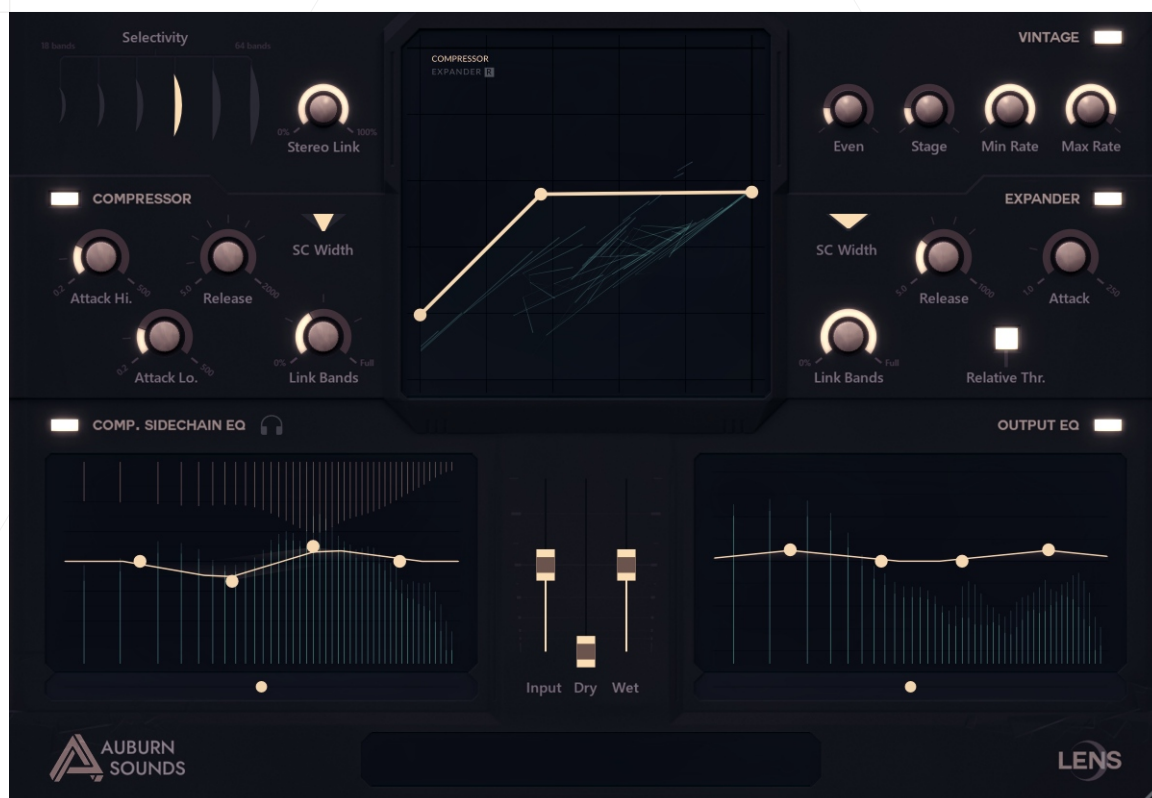 Selectivity
18 bands
64 bands
0%
100%
Stereo Link
COMPRESSOR
EXPANDER R
VINTAGE
Even
Stage
Min Rate
Max Rate
COMPRESSOR
SC Width
0.2
500
Attack Hi.
5.0
2000
Release
0.2
500
Attack Lo.
0%
Full
Link Bands
EXPANDER
SC Width
5.0
1000
Release
1.0
250
Attack
0%
Full
Link Bands
Relative Thr.
COMP. SIDECHAIN EQ
OUTPUT EQ
Input
Dry
Wet
AUBURN
SOUNDS
LENS